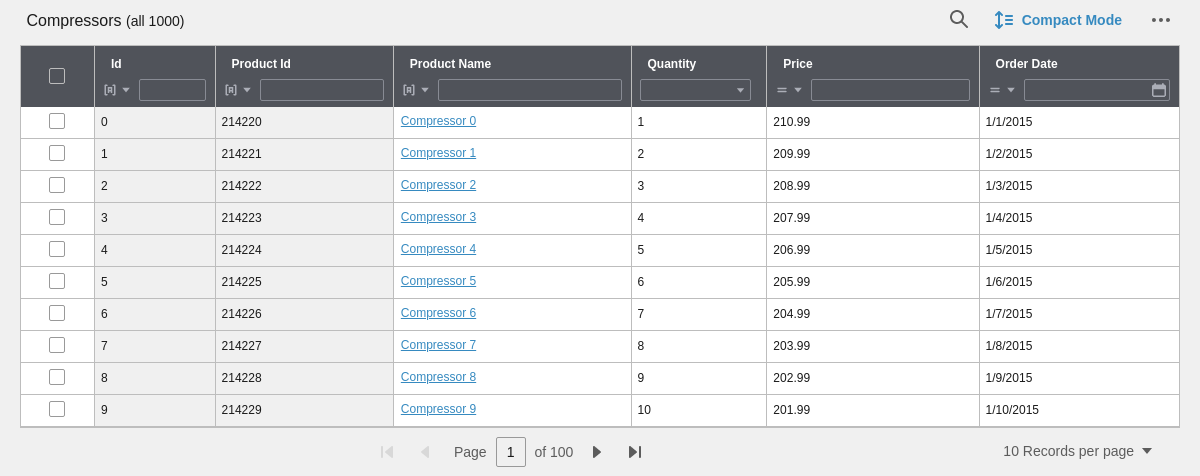 Compressors (all 1000) Compact Mode
Id Product Id Product Name Quantity Price Order Date
0 214220 Compressor 0 1 210.99 1/1/2015
1 214221 Compressor 1 2 209.99 1/2/2015
2 214222 Compressor 2 3 208.99 1/3/2015
3 214223 Compressor 3 4 207.99 1/4/2015
4 214224 Compressor 4 5 206.99 1/5/2015
5 214225 Compressor 5 6 205.99 1/6/2015
6 214226 Compressor 6 7 204.99 1/7/2015
7 214227 Compressor 7 8 203.99 1/8/2015
8 214228 Compressor 8 9 202.99 1/9/2015
9 214229 Compressor 9 10 201.99 1/10/2015
Page 1 of 100 10 Records per page